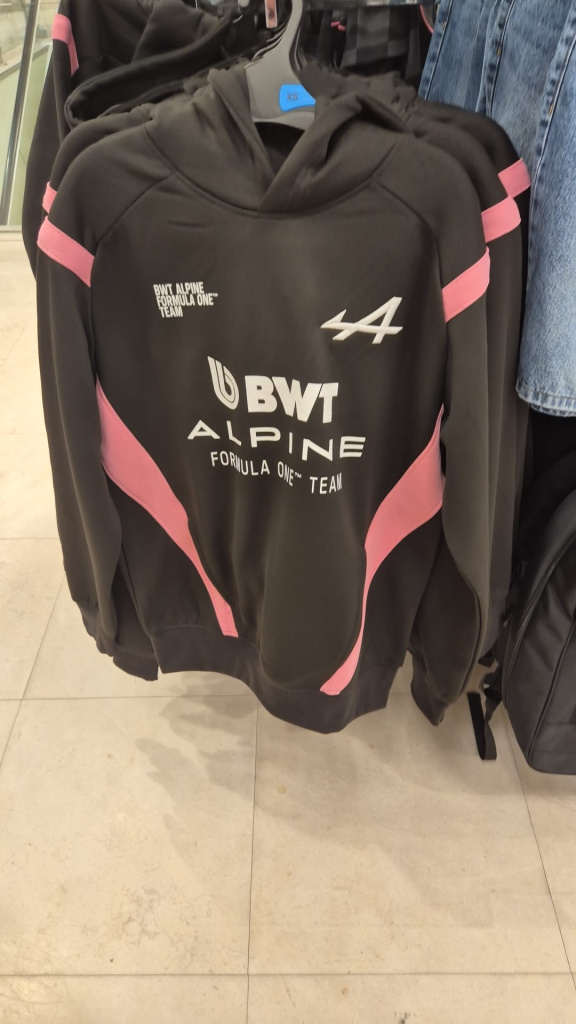 XS
BWT ALPINE
FORMULA ONE™
TEAM
A
BWT
ALPINE
FORMULA ONE™ TEAM